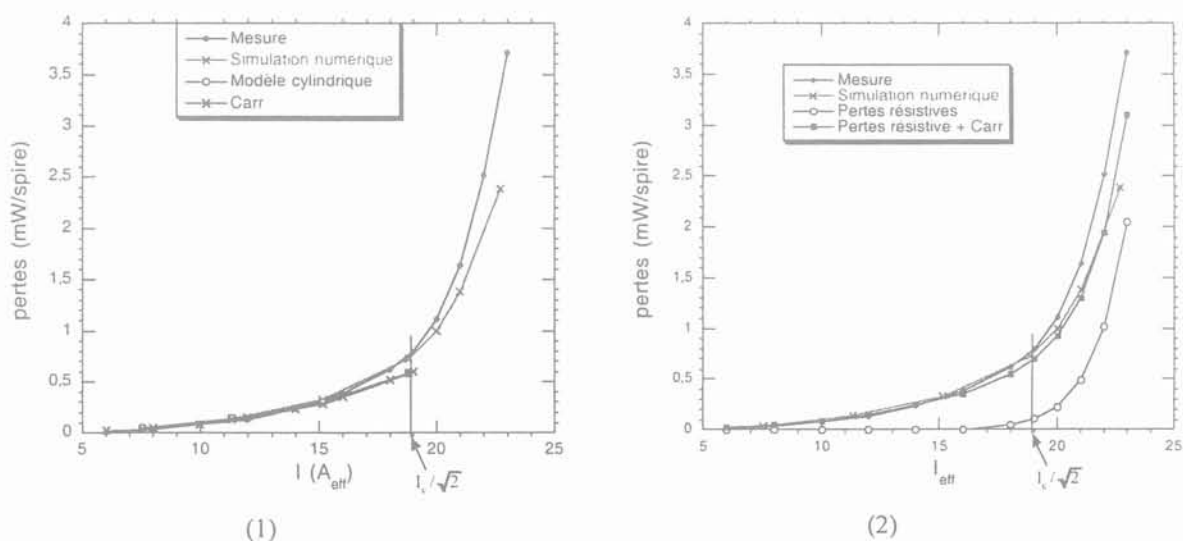 4
3.5
3
2.5
2
1.5
1
0.5
0
pertes (mW/spire)
Mesure
Simulation numérique
Modèle cylindrique
Carr
5
10
15
20
25
I (A_eff)
I_c/√2
(1)
4
3.5
3
2.5
2
1.5
1
0.5
0
pertes (mW/spire)
Mesure
Simulation numérique
Pertes résistives
Pertes résistive + Carr
5
10
15
20
25
I_eff
I_c/√2
(2)